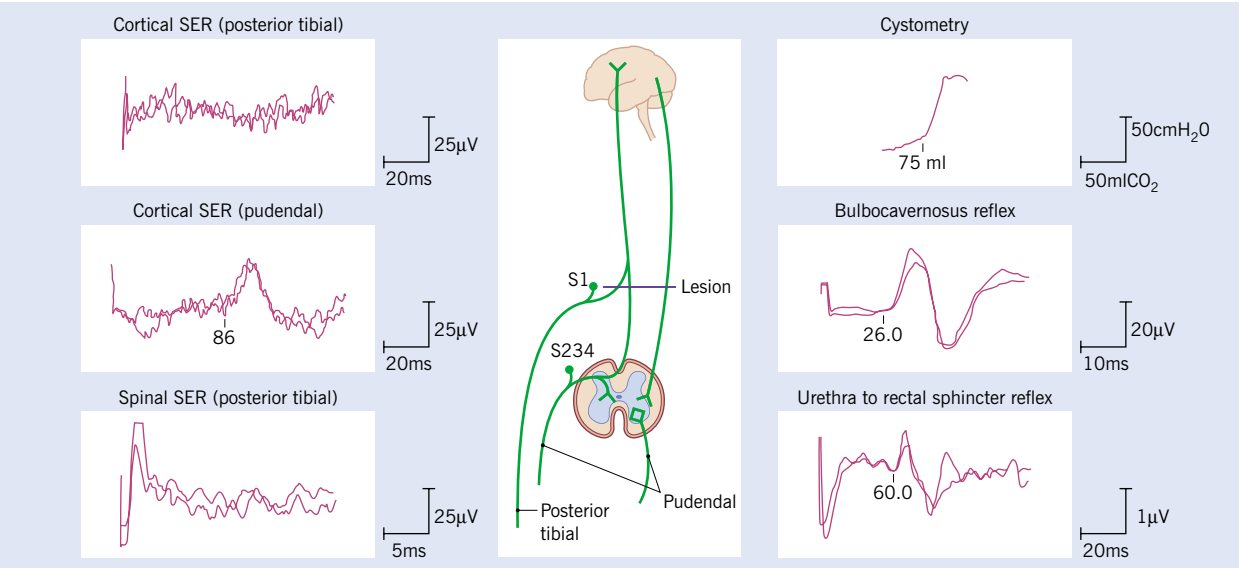 Cortical SER (posterior tibial)
25μV
20ms
Cortical SER (pudendal)
86
25μV
20ms
Spinal SER (posterior tibial)
25μV
5ms
S1
Lesion
S234
Pudendal
Posterior
tibial
Cystometry
75 ml
50cmH₂0
50mlCO₂
Bulbocavernosus reflex
26.0
20μV
10ms
Urethra to rectal sphincter reflex
60.0
1μV
20ms